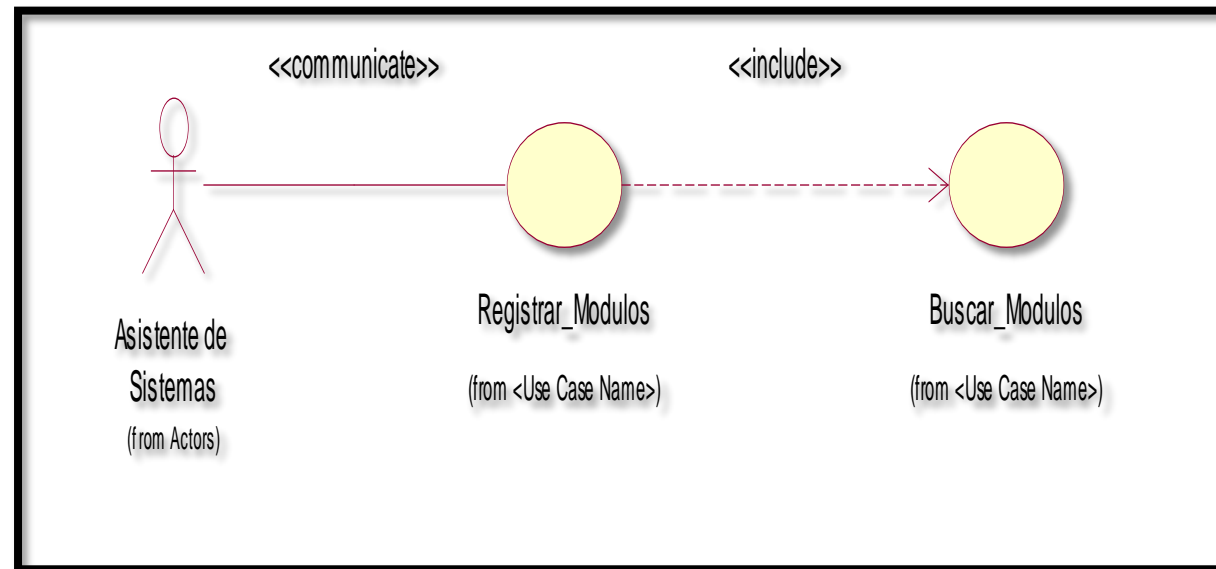 <<communicate>>
<<include>>
Asistente de
Sistemas
(from Actors)
Registrar_Modulos
(from <Use Case Name>)
Buscar_Modulos
(from <Use Case Name>)